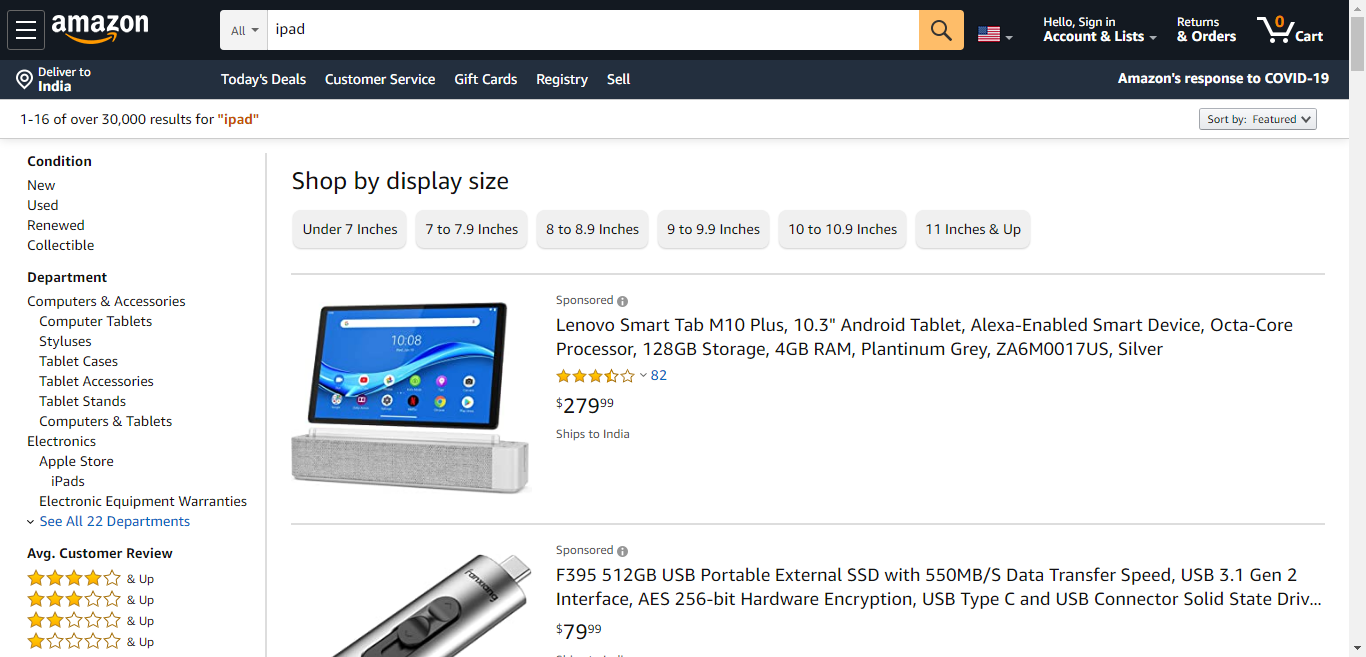 amazon
All
ipad
Hello, Sign in
Account & Lists
Returns
& Orders
0
Cart
Deliver to
India
Today's Deals
Customer Service
Gift Cards
Registry
Sell
Amazon's response to COVID-19
1-16 of over 30,000 results for "ipad"
Sort by: Featured
Condition
New
Used
Renewed
Collectible
Department
Computers & Accessories
Computer Tablets
Styluses
Tablet Cases
Tablet Accessories
Tablet Stands
Computers & Tablets
Electronics
Apple Store
iPads
Electronic Equipment Warranties
See All 22 Departments
Avg. Customer Review
& Up
& Up
& Up
& Up
Shop by display size
Under 7 Inches
7 to 7.9 Inches
8 to 8.9 Inches
9 to 9.9 Inches
10 to 10.9 Inches
11 Inches & Up
10:08
Sponsored
Lenovo Smart Tab M10 Plus, 10.3" Android Tablet, Alexa-Enabled Smart Device, Octa-Core
Processor, 128GB Storage, 4GB RAM, Plantinum Grey, ZA6M0017US, Silver
82
$27999
Ships to India
fanxiang
Sponsored
F395 512GB USB Portable External SSD with 550MB/S Data Transfer Speed, USB 3.1 Gen 2
Interface, AES 256-bit Hardware Encryption, USB Type C and USB Connector Solid State Driv...
$7999